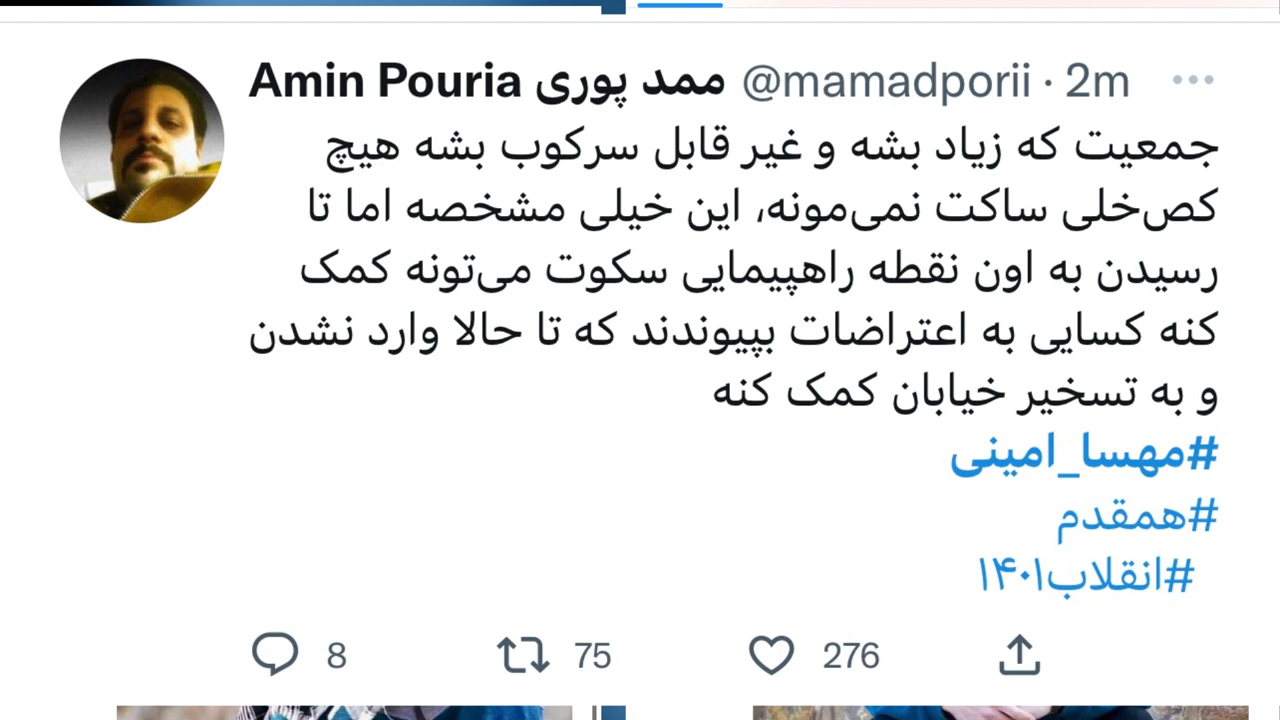 Amin Pouria ممد پوری @mamadporii · 2m
جمعیت که زیاد بشه و غیر قابل سرکوب بشه هیچ
کص‌خلی ساکت نمی‌مونه، این خیلی مشخصه اما تا
رسیدن به اون نقطه راهپیمایی سکوت می‌تونه کمک
کنه کسایی به اعتراضات بپیوندند که تا حالا وارد نشدن
و به تسخیر خیابان کمک کنه
#مهسا_امینی
#همقدم
#انقلاب۱۴۰۱
8 75 276